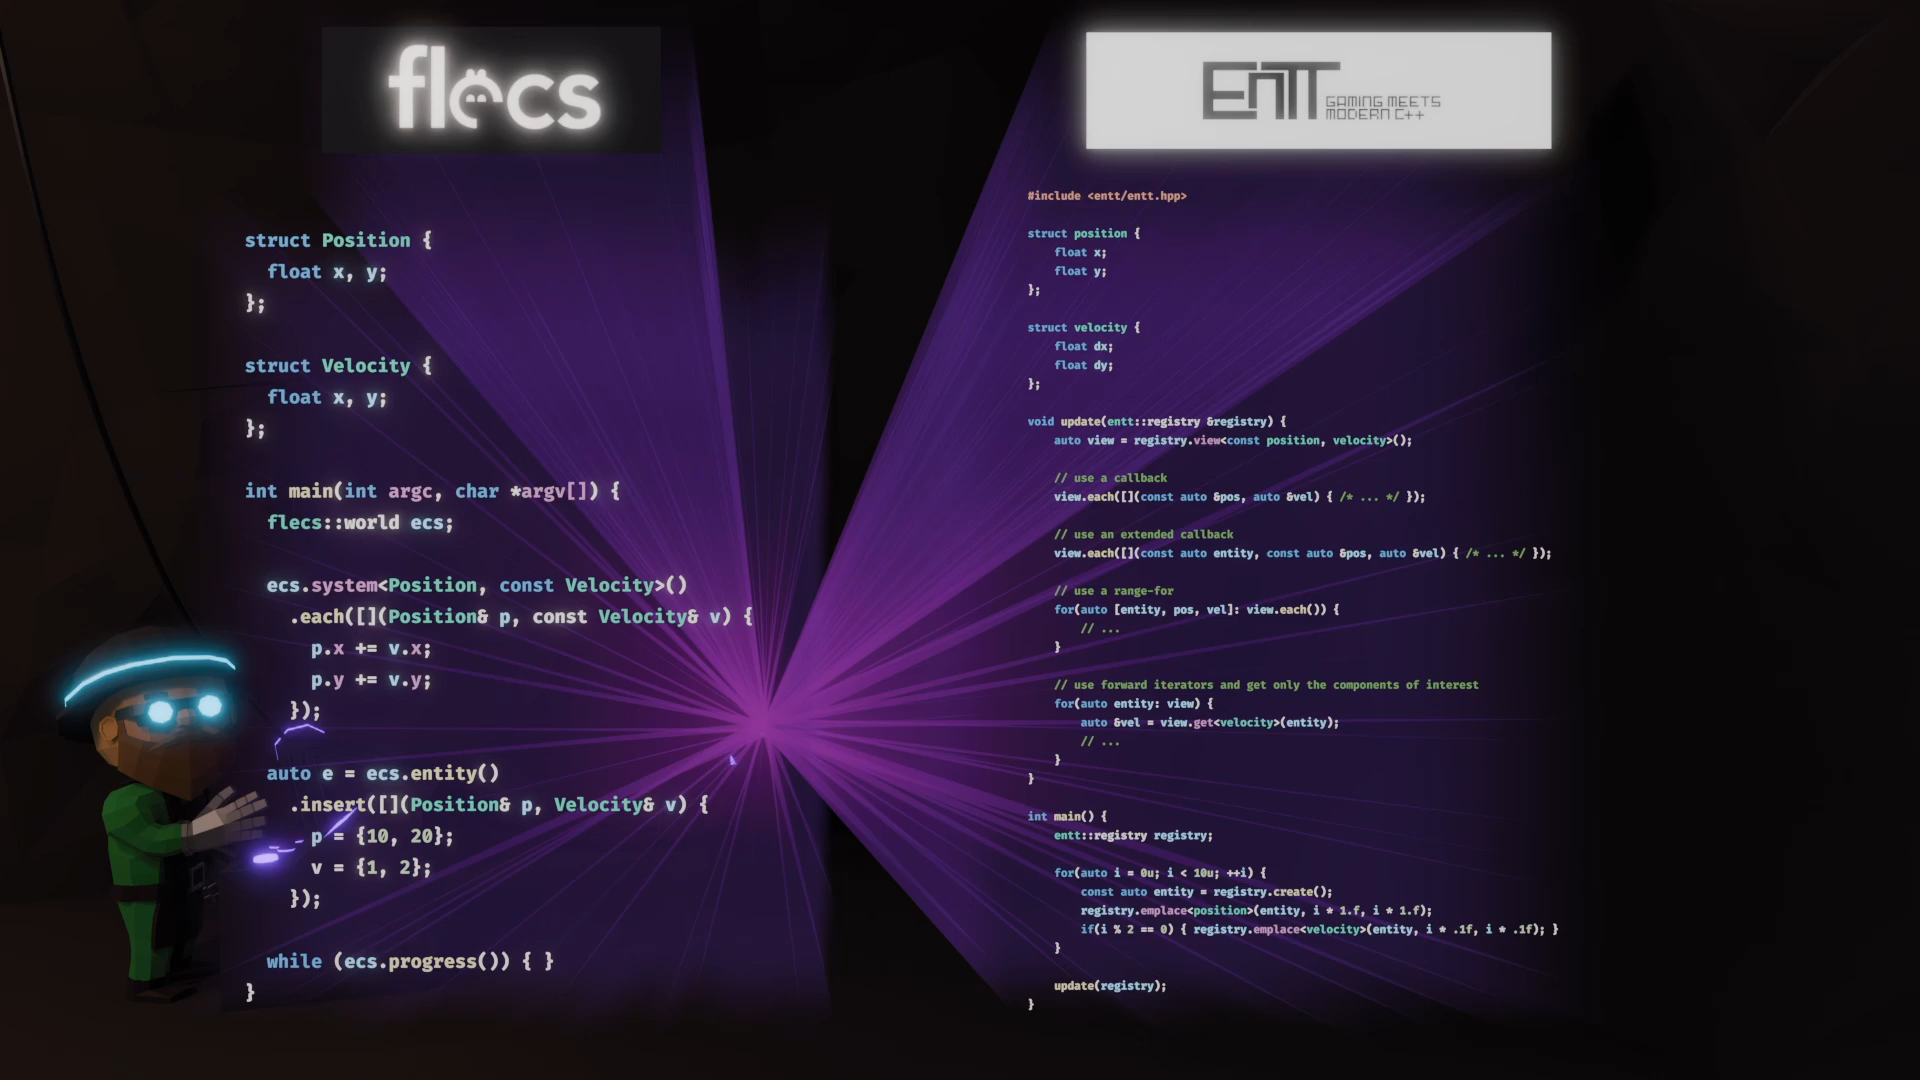 flecs
struct Position {
float x, y;
};
struct Velocity {
float x, y;
};
int main(int argc, char *argv[]) {
flecs::world ecs;
ecs.system<Position, const Velocity>()
.each([](Position& p, const Velocity& v) {
p.x += v.x;
p.y += v.y;
});
auto e = ecs.entity()
.insert([](Position& p, Velocity& v) {
p = {10, 20};
v = {1, 2};
});
while (ecs.progress()) { }
}
EnTT
GAMING MEETS
MODERN C++
#include <entt/entt.hpp>
struct position {
float x;
float y;
};
struct velocity {
float dx;
float dy;
};
void update(entt::registry &registry) {
auto view = registry.view<const position, velocity>();
// use a callback
view.each([](const auto &pos, auto &vel) { /* ... */ });
// use an extended callback
view.each([](const auto entity, const auto &pos, auto &vel) { /* ... */ });
// use a range-for
for(auto [entity, pos, vel]: view.each()) {
// ...
}
// use forward iterators and get only the components of interest
for(auto entity: view) {
auto &vel = view.get<velocity>(entity);
// ...
}
}
int main() {
entt::registry registry;
for(auto i = 0u; i < 10u; ++i) {
const auto entity = registry.create();
registry.emplace<position>(entity, i * 1.f, i * 1.f);
if(i % 2 == 0) { registry.emplace<velocity>(entity, i * .1f, i * .1f); }
}
update(registry);
}